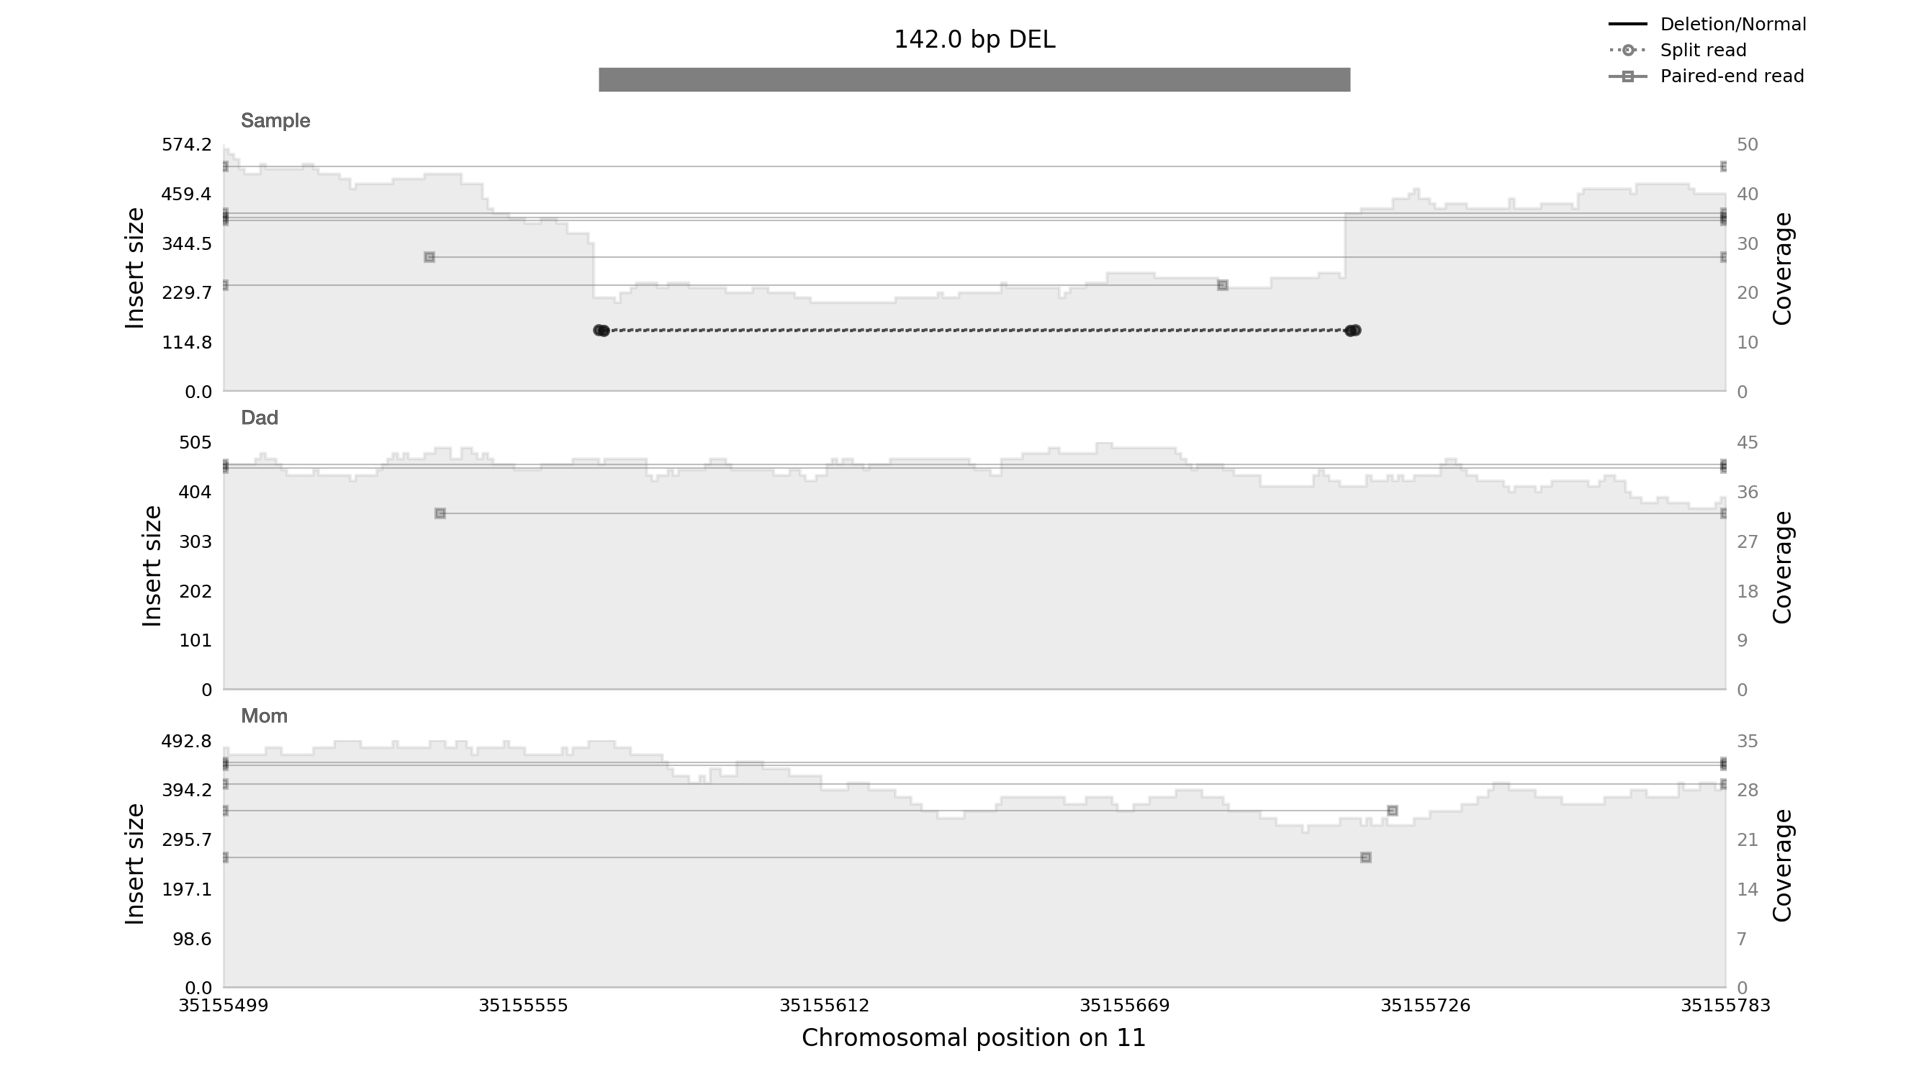 142.0 bp DEL
Deletion/Normal
Split read
Paired-end read
Sample
574.2
459.4
344.5
229.7
114.8
0.0
Insert size
50
40
30
20
10
0
Coverage
Dad
505
404
303
202
101
0
Insert size
45
36
27
18
9
0
Coverage
Mom
492.8
394.2
295.7
197.1
98.6
0.0
Insert size
35
28
21
14
7
0
Coverage
35155499 35155555 35155612 35155669 35155726 35155783
Chromosomal position on 11